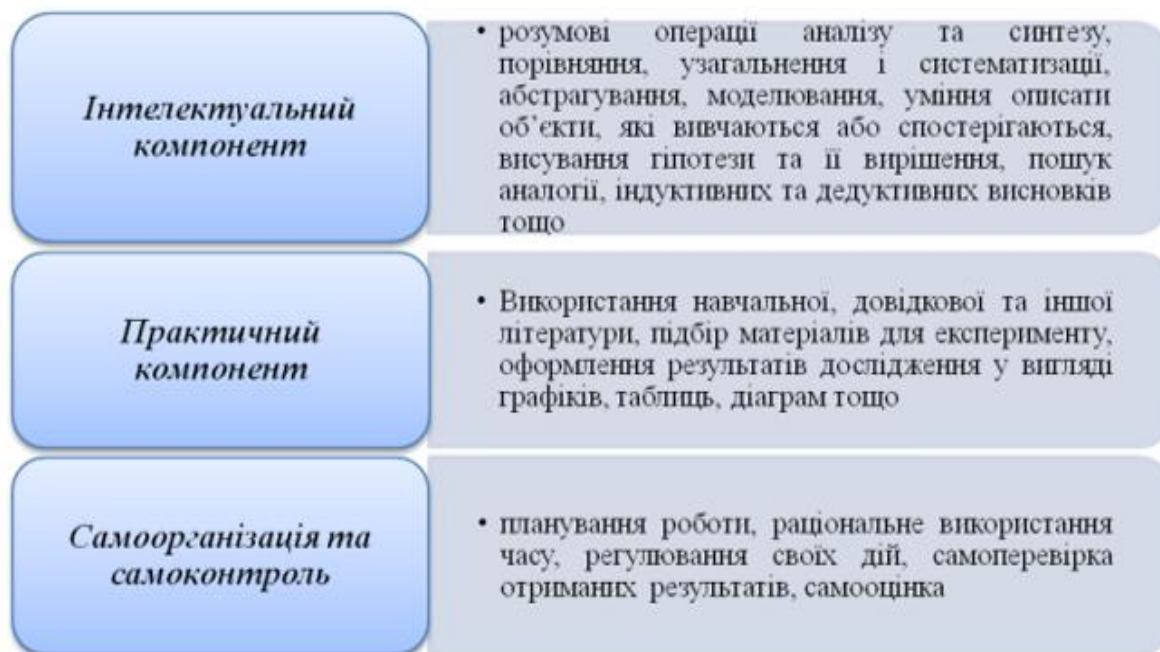 Інтелектуальний
компонент
• розумові операції аналізу та синтезу,
порівняння, узагальнення і систематизації,
абстрагування, моделювання, уміння описати
об’єкти, які вивчаються або спостерігаються,
висування гіпотези та її вирішення, пошук
аналогії, індуктивних та дедуктивних висновків
тощо
Практичний
компонент
• Використання навчальної, довідкової та іншої
літератури, підбір матеріалів для експерименту,
оформлення результатів дослідження у вигляді
графіків, таблиць, діаграм тощо
Самоорганізація та
самоконтроль
• планування роботи, раціональне використання
часу, регулювання своїх дій, самоперевірка
отриманих результатів, самооцінка